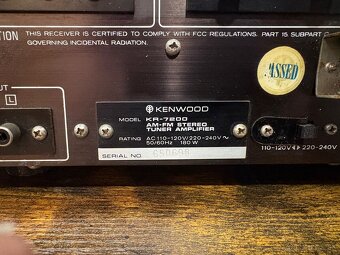 THIS RECEIVER IS CERTIFIED TO COMPLY WITH FCC REGULATIONS. PART 15 SUBPART
GOVERNING INCIDENTAL RADIATION.
PASSED
L
KENWOOD
MODEL KR-7200
AM-FM STEREO
TUNER AMPLIFIER
RATING AC 110-120V/220-240V~
50/60Hz 180W
SERIAL NO.
110-120V 220-240V